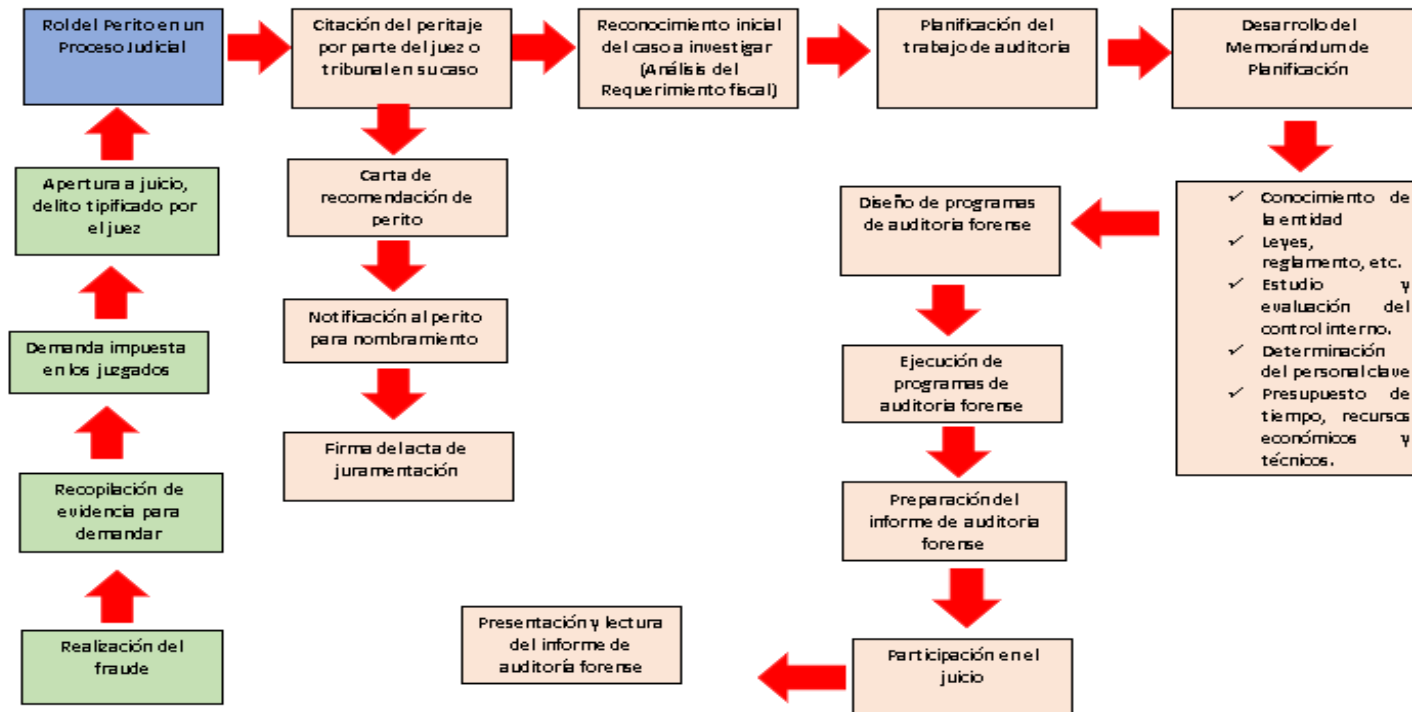 Rol del Perito en un
Proceso Judicial
Citación del peritaje
por parte del juez o
tribunal en su caso
Reconocimiento inicial
del caso a investigar
(Análisis del
Requerimiento fiscal)
Planificación del
trabajo de auditoria
Desarrollo del
Memorándum de
Planificación
Apertura a juicio,
delito tipificado por
el juez
Carta de
recomendación de
perito
Diseño de programas
de auditoria forense
✓ Conocimiento de
la entidad
✓ Leyes,
reglamento, etc.
✓ Estudio y
evaluación del
control interno.
✓ Determinación
del personal clave
✓ Presupuesto de
tiempo, recursos
económicos y
técnicos.
Notificación al perito
para nombramiento
Demanda impuesta
en los juzgados
Ejecución de
programas de
auditoria forense
Firma del acta de
juramentación
Recopilación de
evidencia para
demandar
Preparación del
informe de auditoria
forense
Realización del
fraude
Presentación y lectura
del informe de
auditoría forense
Participación en el
juicio